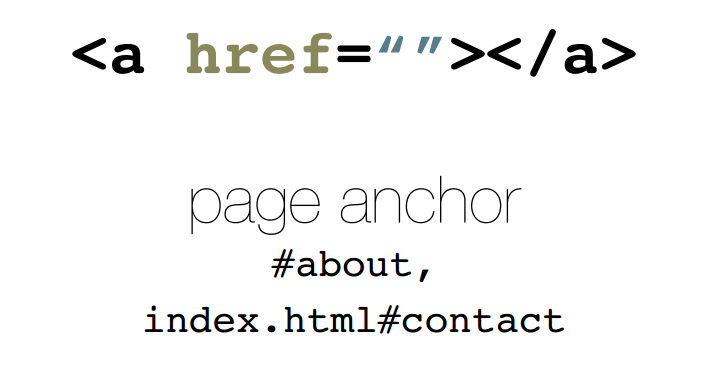 <a href=“”></a>
page anchor
#about,
index.html#contact